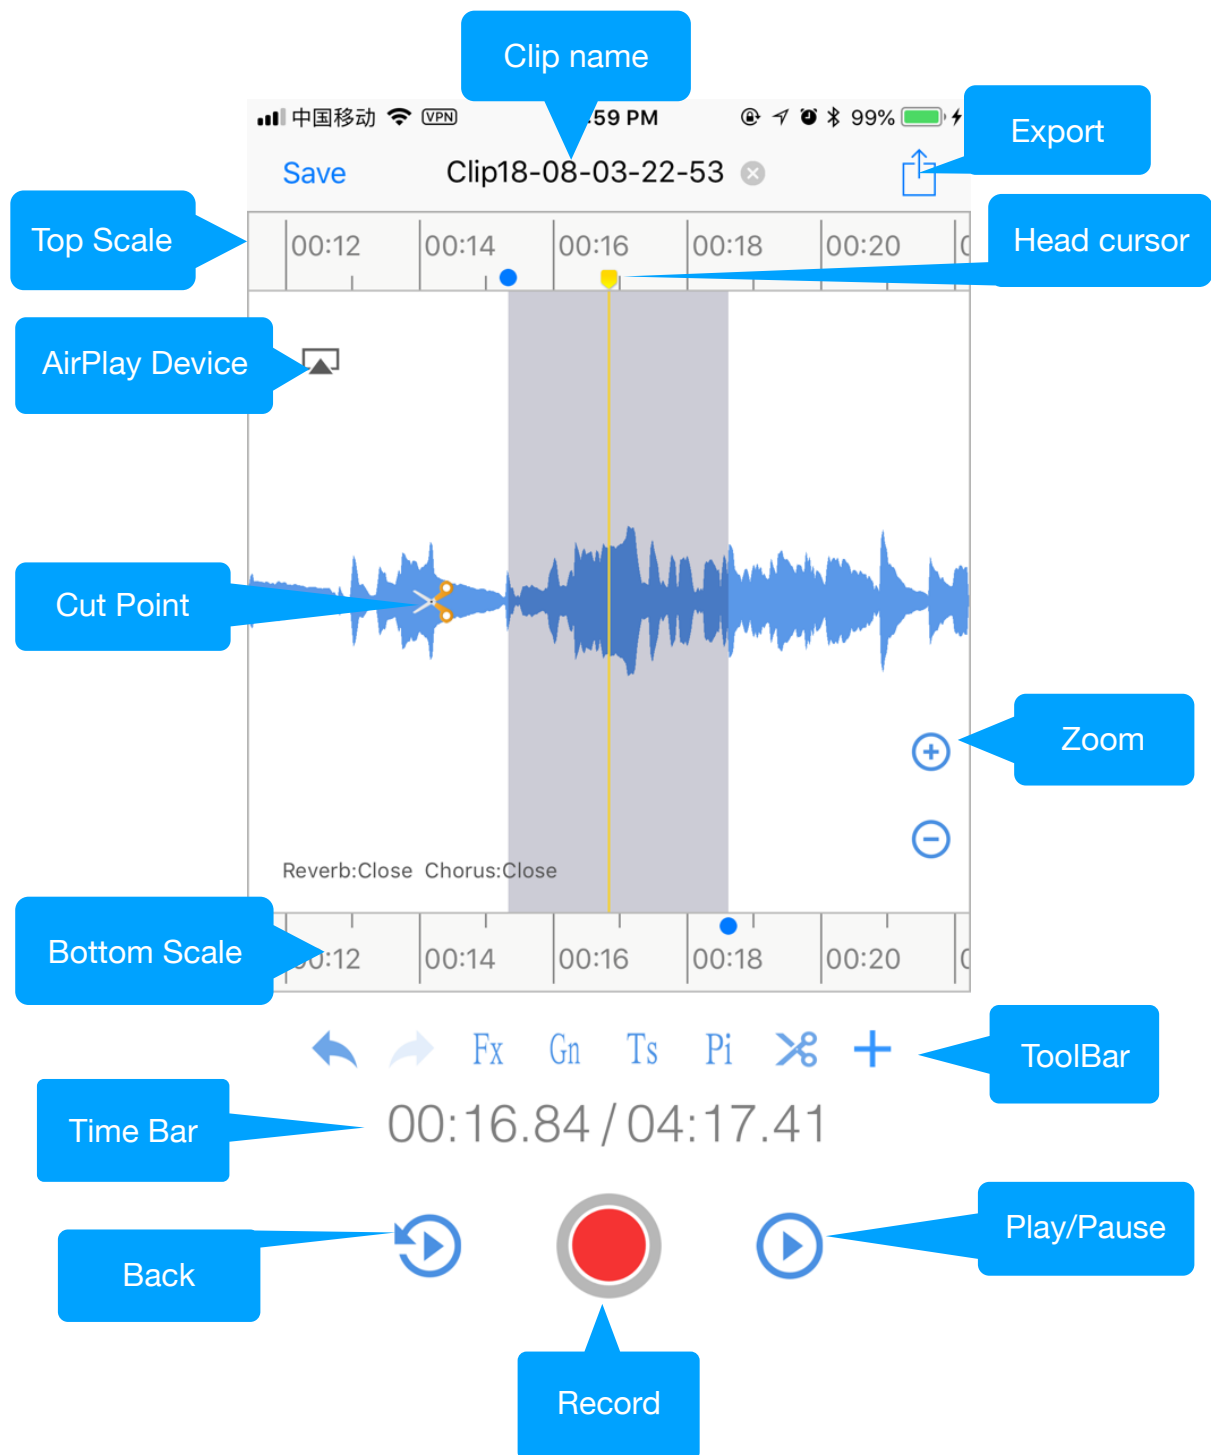 Clip name
中国移动 VPN :59 PM 99%
Export
Save Clip18-08-03-22-53
Top Scale
00:12 00:14 00:16 00:18 00:20
Head cursor
AirPlay Device
Cut Point
Zoom
Reverb:Close Chorus:Close
Bottom Scale
:12 00:14 00:16 00:18 00:20
Fx Gn Ts Pi
ToolBar
Time Bar
00:16.84/04:17.41
Play/Pause
Back
Record